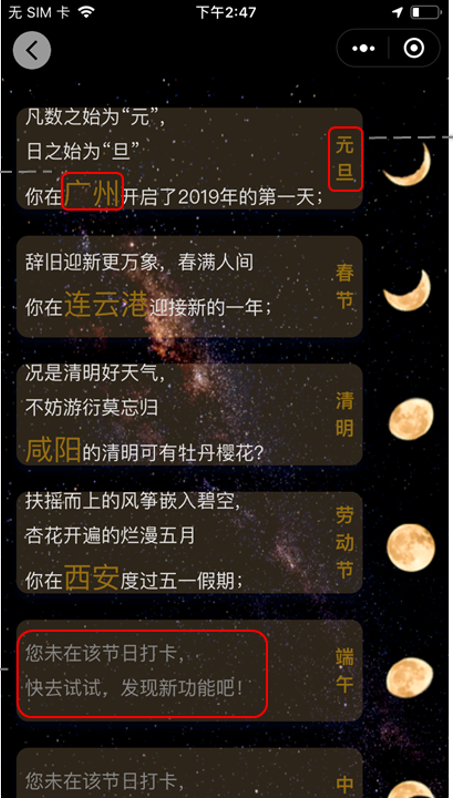 无 SIM 卡
下午2:47
凡数之始为“元”，
日之始为“旦”
你在广州开启了2019年的第一天；
元旦
辞旧迎新更万象，春满人间
你在连云港迎接新的一年；
春节
况是清明好天气，
不妨游衍莫忘归
咸阳的清明可有牡丹樱花？
清明
扶摇而上的风筝嵌入碧空，
杏花开遍的烂漫五月
你在西安度过五一假期；
劳动节
您未在该节日打卡，
快去试试，发现新功能吧！
端午
您未在该节日打卡，
中